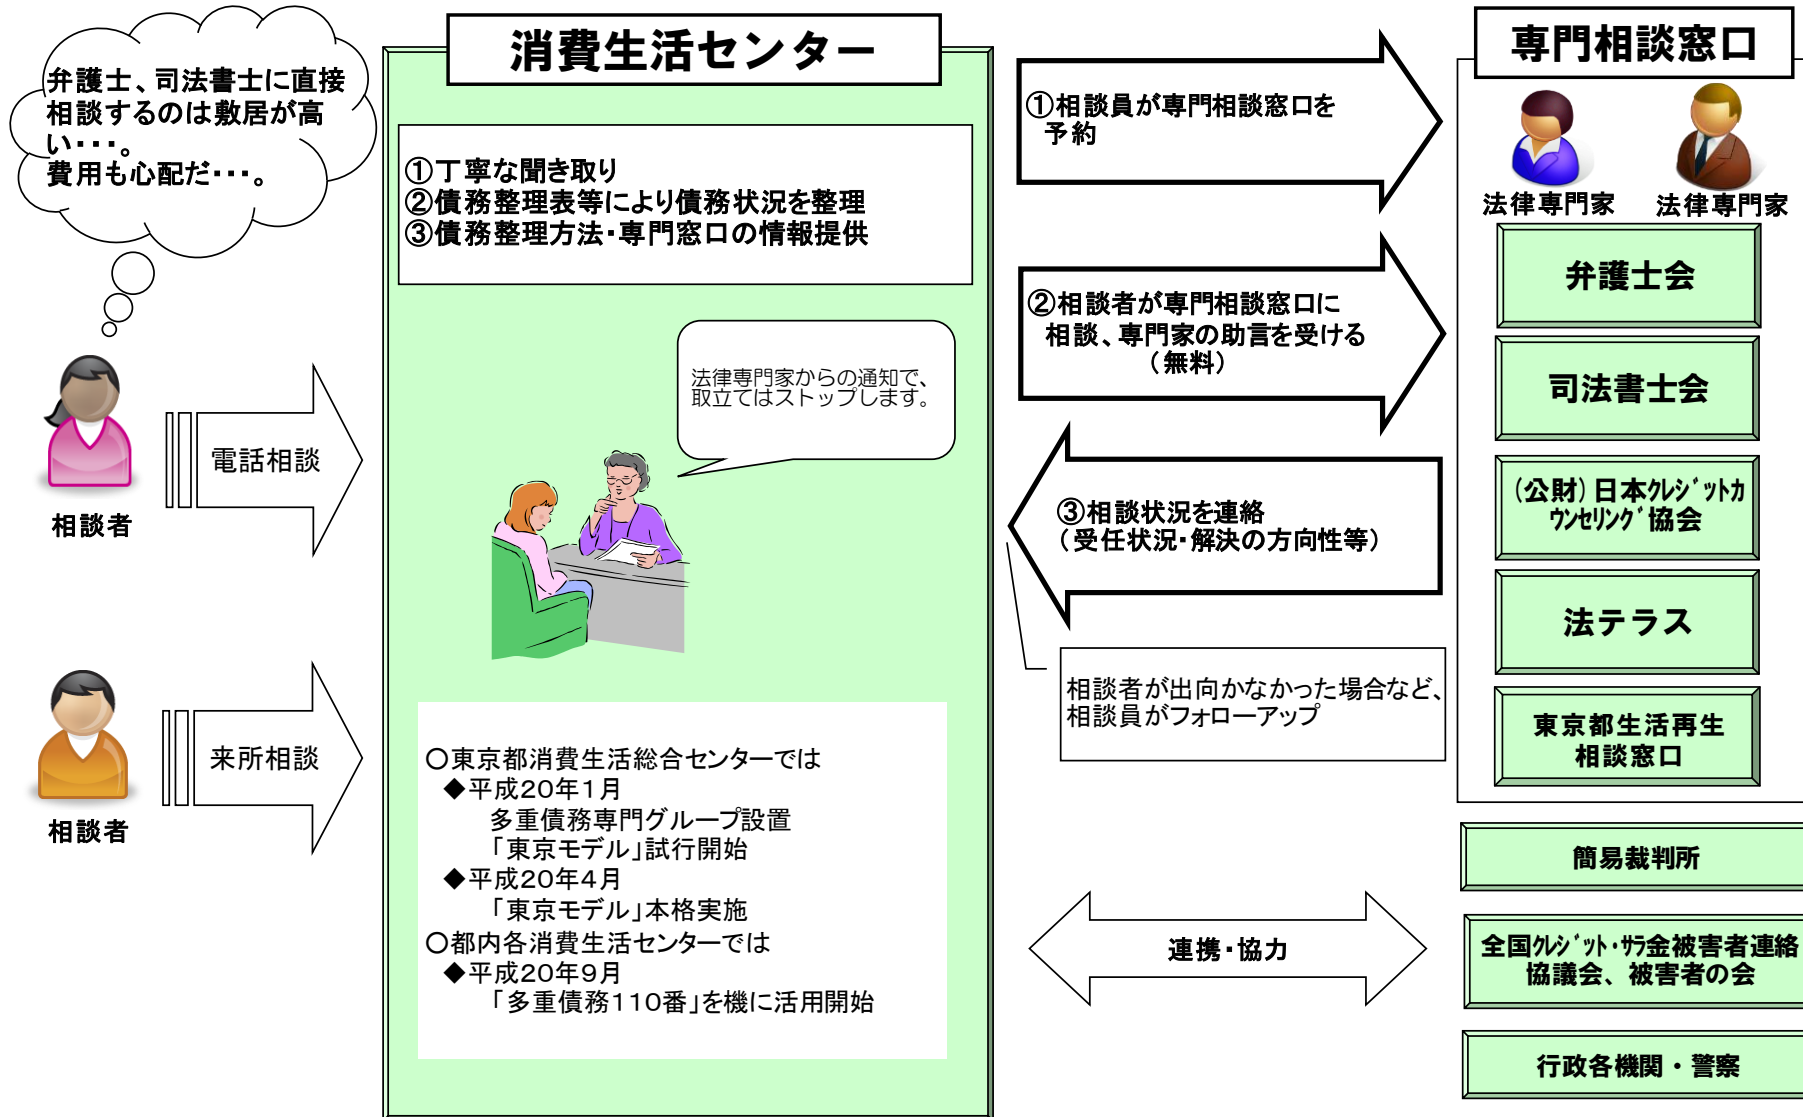 弁護士、司法書士に直接
相談するのは敷居が高
い・・・。
費用も心配だ・・・。
相談者
電話相談
相談者
来所相談
消費生活センター
①丁寧な聞き取り
②債務整理表等により債務状況を整理
③債務整理方法・専門窓口の情報提供
法律専門家からの通知で、
取立てはストップします。
○東京都消費生活総合センターでは
◆平成20年1月
多重債務専門グループ設置
「東京モデル」試行開始
◆平成20年4月
「東京モデル」本格実施
○都内各消費生活センターでは
◆平成20年9月
「多重債務110番」を機に活用開始
①相談員が専門相談窓口を
予約
②相談者が専門相談窓口に
相談、専門家の助言を受ける
(無料)
③相談状況を連絡
(受任状況・解決の方向性等)
相談者が出向かなかった場合など、
相談員がフォローアップ
連携・協力
専門相談窓口
法律専門家 法律専門家
弁護士会
司法書士会
(公財)日本ｸﾚｼﾞｯﾄｶ
ｳﾝｾﾘﾝｸﾞ協会
法テラス
東京都生活再生
相談窓口
簡易裁判所
全国ｸﾚｼﾞｯﾄ・ｻﾗ金被害者連絡
協議会、被害者の会
行政各機関・警察